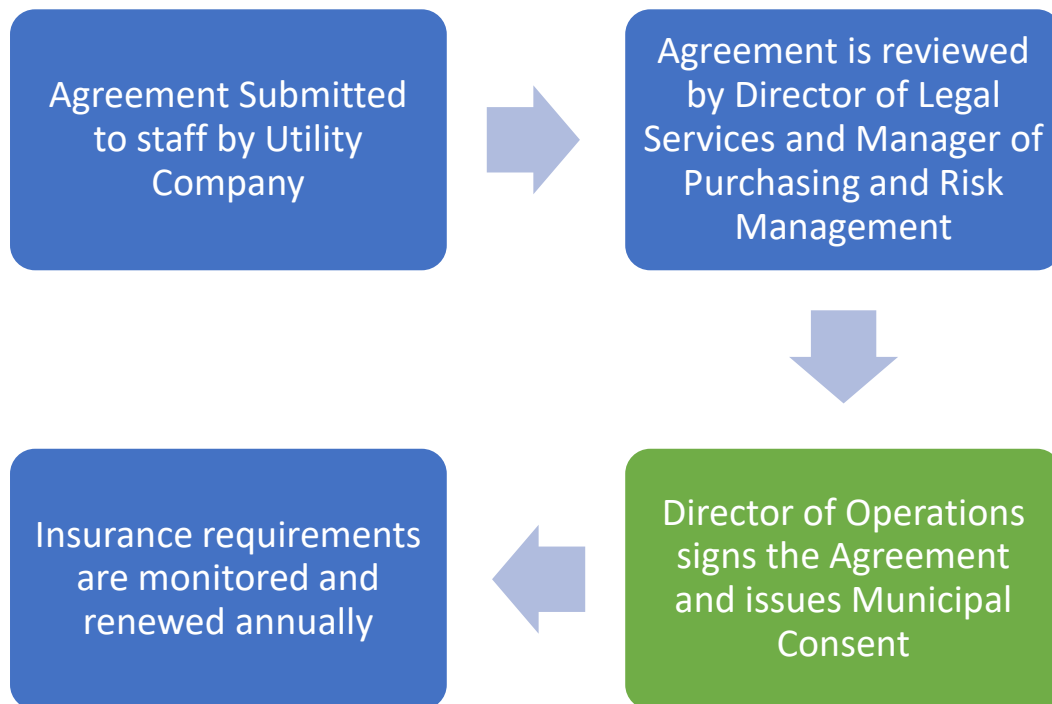 Agreement Submitted
to staff by Utility
Company
Agreement is reviewed
by Director of Legal
Services and Manager of
Purchasing and Risk
Management
Director of Operations
signs the Agreement
and issues Municipal
Consent
Insurance requirements
are monitored and
renewed annually